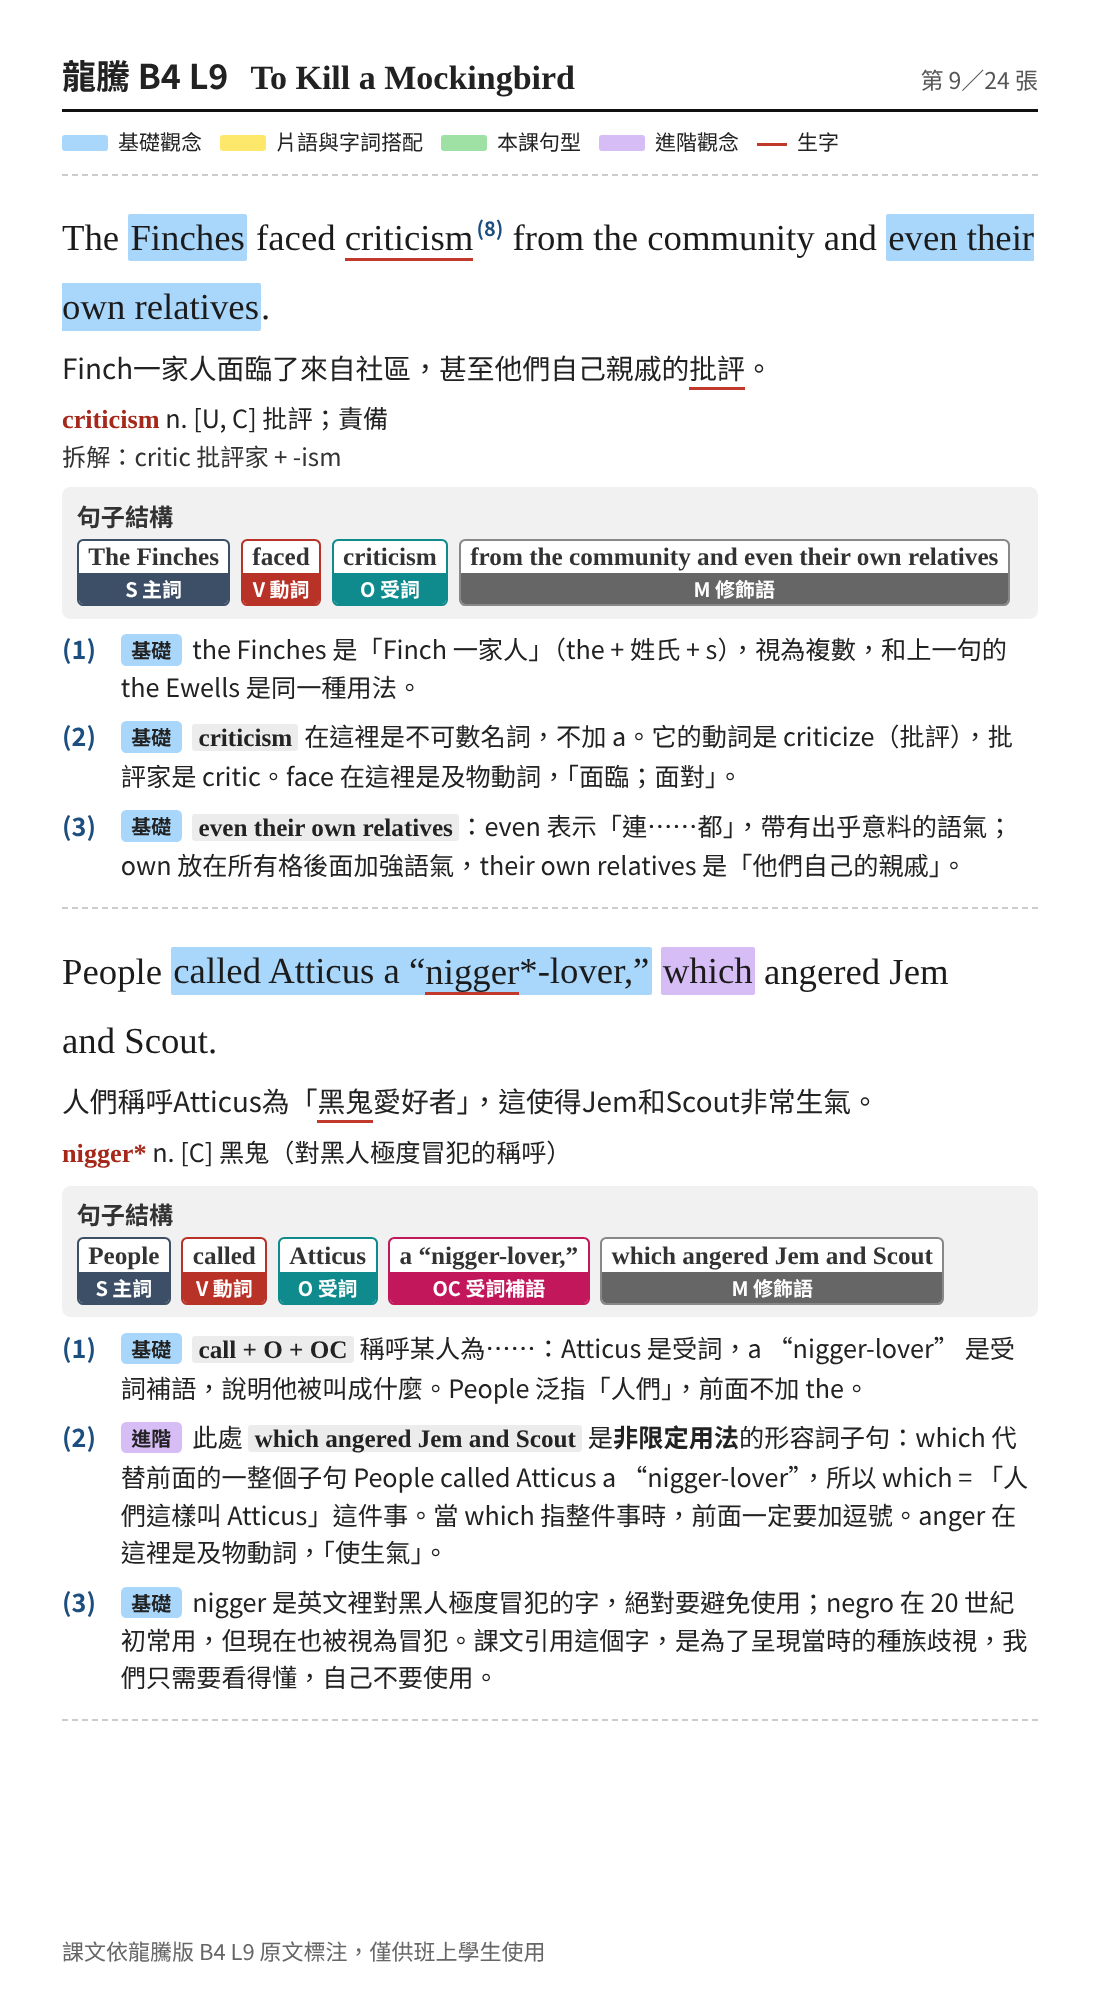 龍騰 B4 L9 To Kill a Mockingbird
第 9／24 張
基礎觀念 片語與字詞搭配 本課句型 進階觀念 生字
The Finches faced criticism(8) from the community and even their
own relatives.
Finch一家人面臨了來自社區，甚至他們自己親戚的批評。
criticism n. [U, C] 批評；責備
拆解：critic 批評家 + -ism
句子結構
The Finches faced criticism from the community and even their own relatives
S 主詞 V 動詞 O 受詞 M 修飾語
(1) 基礎 the Finches 是「Finch 一家人」（the + 姓氏 + s），視為複數，和上一句的
the Ewells 是同一種用法。
(2) 基礎 criticism 在這裡是不可數名詞，不加 a。它的動詞是 criticize（批評），批
評家是 critic。face 在這裡是及物動詞，「面臨；面對」。
(3) 基礎 even their own relatives：even 表示「連……都」，帶有出乎意料的語氣；
own 放在所有格後面加強語氣，their own relatives 是「他們自己的親戚」。
People called Atticus a “nigger*-lover,” which angered Jem
and Scout.
人們稱呼Atticus為「黑鬼愛好者」，這使得Jem和Scout非常生氣。
nigger* n. [C] 黑鬼（對黑人極度冒犯的稱呼）
句子結構
People called Atticus a “nigger-lover,” which angered Jem and Scout
S 主詞 V 動詞 O 受詞 OC 受詞補語 M 修飾語
(1) 基礎 call + O + OC 稱呼某人為……：Atticus 是受詞，a “nigger-lover” 是受
詞補語，說明他被叫成什麼。People 泛指「人們」，前面不加 the。
(2) 進階 此處 which angered Jem and Scout 是非限定用法的形容詞子句：which 代
替前面的一整個子句 People called Atticus a “nigger-lover”，所以 which = 「人
們這樣叫 Atticus」這件事。當 which 指整件事時，前面一定要加逗號。anger 在
這裡是及物動詞，「使生氣」。
(3) 基礎 nigger 是英文裡對黑人極度冒犯的字，絕對要避免使用；negro 在 20 世紀
初常用，但現在也被視為冒犯。課文引用這個字，是為了呈現當時的種族歧視，我
們只需要看得懂，自己不要使用。
課文依龍騰版 B4 L9 原文標注，僅供班上學生使用